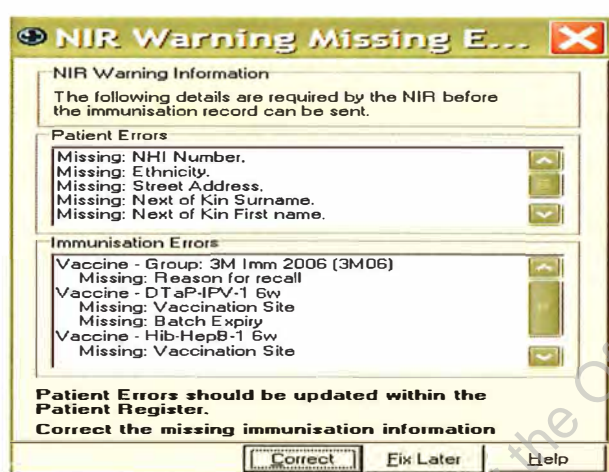 NIR Warning Missing E...
NIR Warning Information
The following details are required by the NIR before
the immunisation record can be sent.
Patient Errors
Missing: NHI Number,
Missing: Ethnicity,
Missing: Street Address,
Missing: Next of Kin Surname.
Missing: Next of Kin First name.
Immunisation Errors
Vaccine - Group: 3M Imm 2006 (3M06)
Missing: Reason for recall
Vaccine - DTaP-IPV-1 6w
Missing: Vaccination Site
Missing: Batch Expiry
Vaccine - Hib-HepB-1 6w
Missing: Vaccination Site
Patient Errors should be updated within the
Patient Register.
Correct the missing immunisation information
Correct Fix Later Help
the O